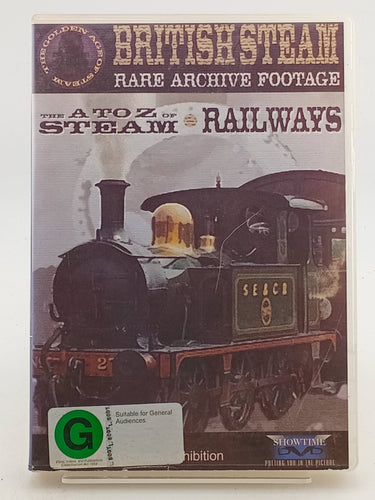 THE GOLDEN AGE OF STEAM
BRITISH STEAM
RARE ARCHIVE FOOTAGE
THE A TO Z OF
STEAM RAILWAYS
SE&CR
2
G
Suitable for General
Audiences
hibition
SHOWTIME
DVD
PUTTING YOU IN THE PICTURE